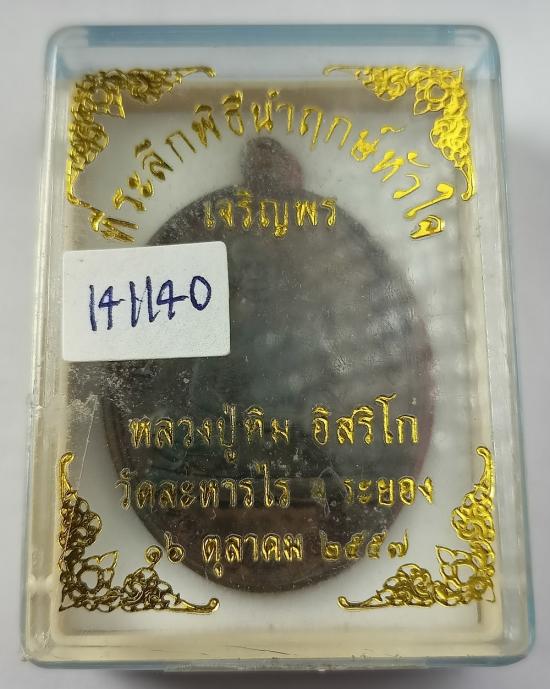 ที่ระลึกพิธีนำฤกษ์หัวใจ
เจริญพร
141140
หลวงปู่ทิม อิสริโก
วัดละหารไร่ จ.ระยอง
๑๖ ตุลาคม ๒๕๕๗